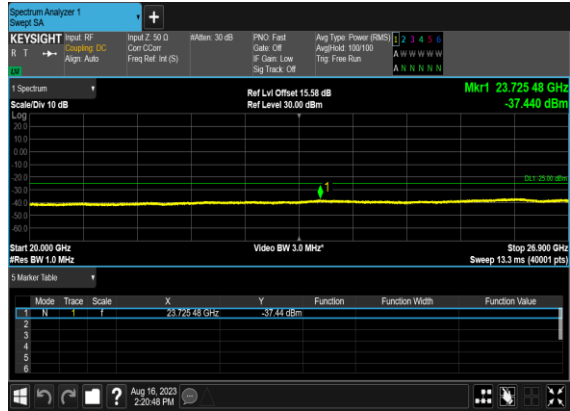 Spectrum Analyzer 1
Swept SA
+
KEYSIGHT Input: RF Input Z: 50 Ω #Atten: 30 dB PNO: Fast Avg Type: Power (RMS) 1 2 3 4 5 6
R T Coupling: DC Corr CCorr Gate: Off Avg|Hold: 100/100 A W W W W W
Align: Auto Freq Ref: Int (S) IF Gain: Low Trig: Free Run
Sig Track: Off A N N N N N
1 Spectrum Ref Lvl Offset 15.58 dB Mkr1 23.725 48 GHz
Scale/Div 10 dB Ref Level 30.00 dBm -37.440 dBm
Log
20.0
10.0
0.00
-10.0
DL1 -25.00 dBm
-20.0
-30.0
1
-40.0
-50.0
-60.0
Start 20.000 GHz Video BW 3.0 MHz* Stop 26.900 GHz
#Res BW 1.0 MHz Sweep 13.3 ms (40001 pts)
5 Marker Table
Mode Trace Scale X Y Function Function Width Function Value
1 N 1 f 23.725 48 GHz -37.44 dBm
2
3
4
5
6
? Aug 16, 2023
2:20:48 PM